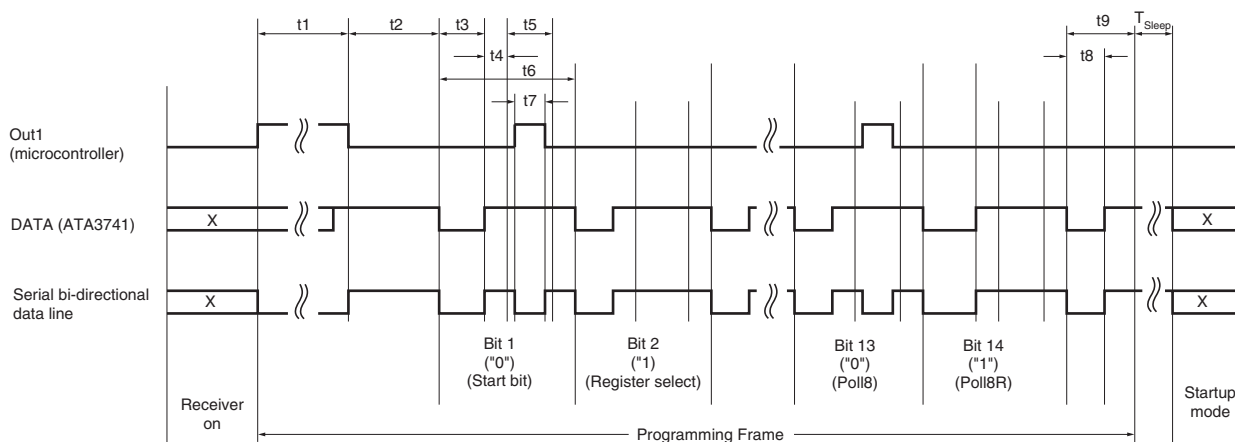 t1
t2
t3
t5
t9
T Sleep
t4
t6
t8
t7
Out1
(microcontroller)
DATA (ATA3741)
X
X
Serial bi-directional
data line
X
X
Bit 1
("0")
(Start bit)
Bit 2
("1)
(Register select)
Bit 13
("0")
(Poll8)
Bit 14
("1")
(Poll8R)
Receiver
on
Startup
mode
Programming Frame